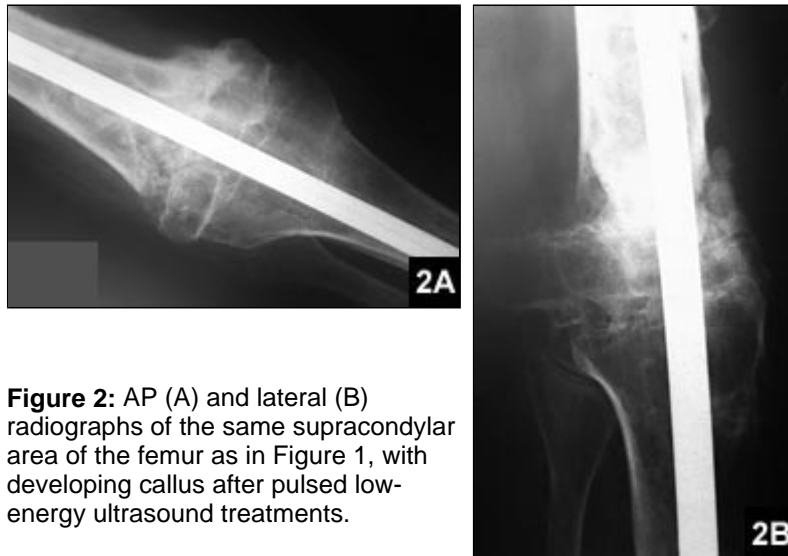 2A
2B
Figure 2: AP (A) and lateral (B)
radiographs of the same supracondylar
area of the femur as in Figure 1, with
developing callus after pulsed low-
energy ultrasound treatments.